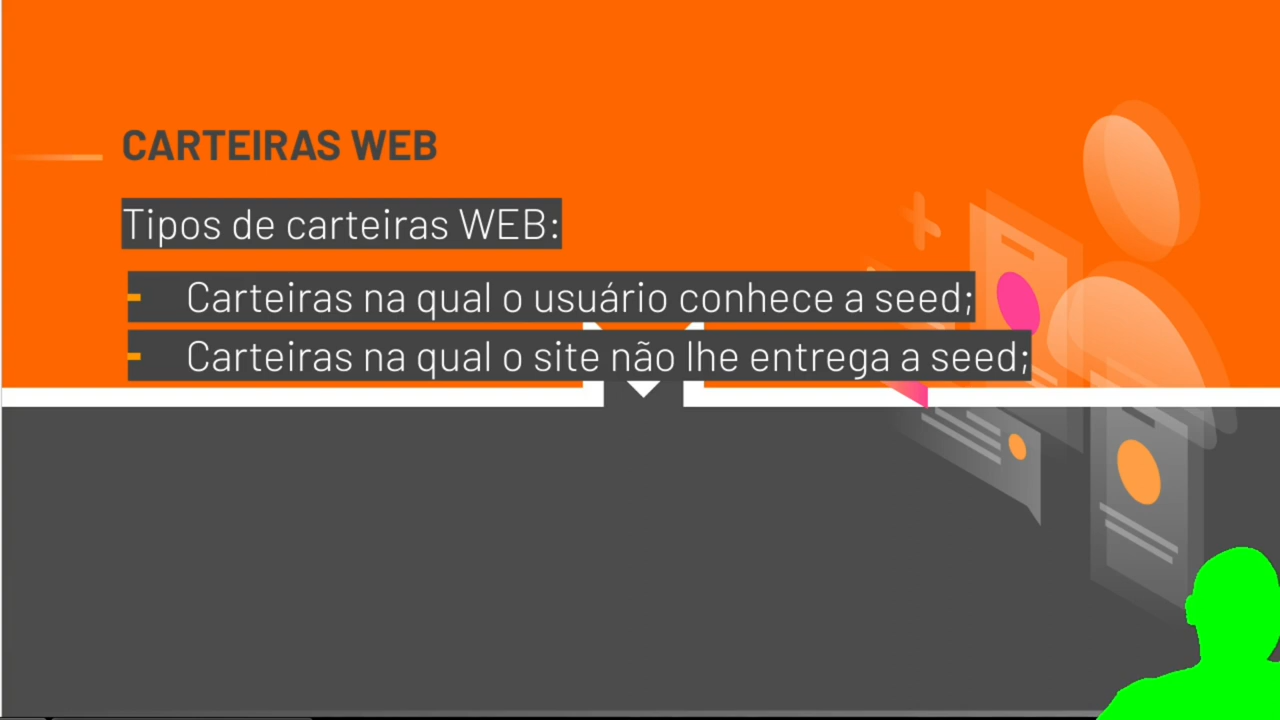 CARTEIRAS WEB
Tipos de carteiras WEB:
- Carteiras na qual o usuário conhece a seed;
- Carteiras na qual o site não lhe entrega a seed;